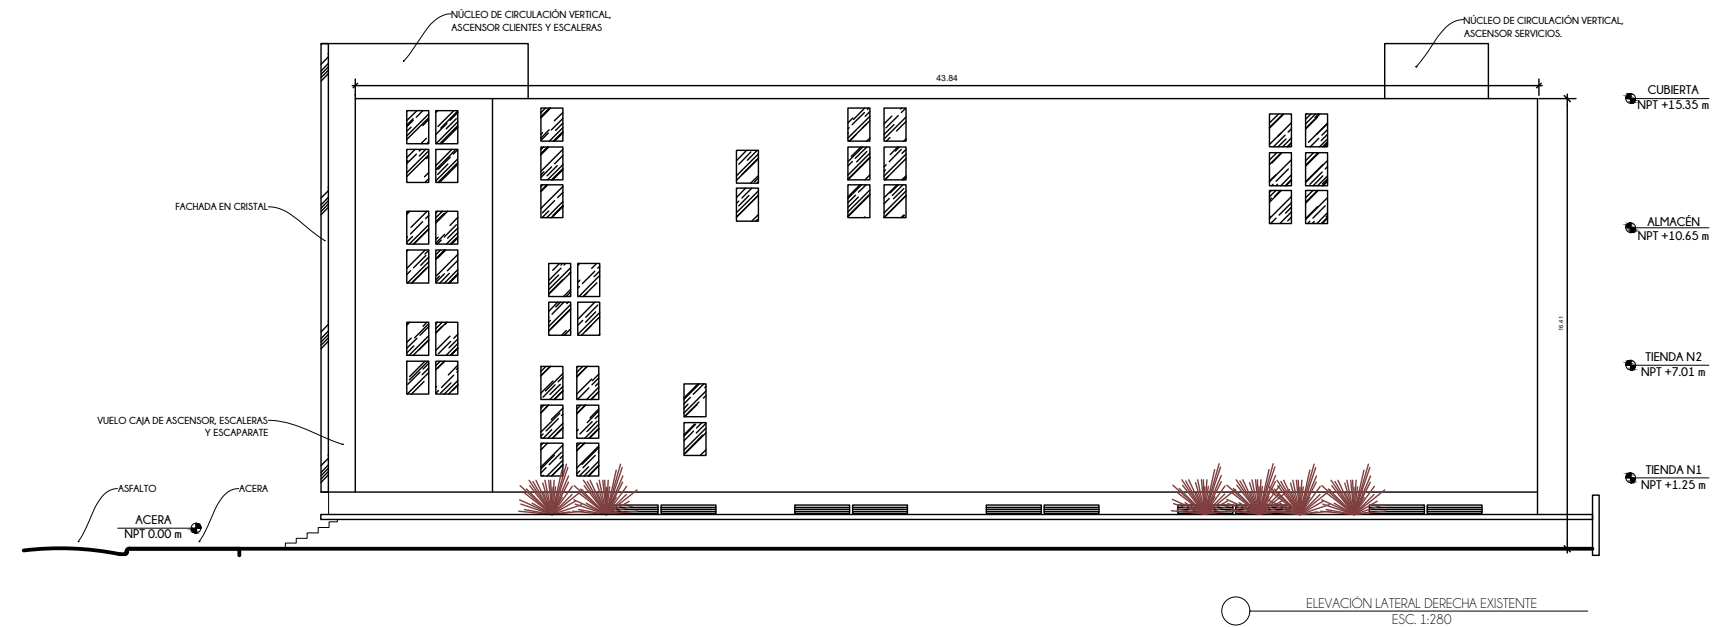 NÚCLEO DE CIRCULACIÓN VERTICAL,
ASCENSOR CLIENTES Y ESCALERAS
NÚCLEO DE CIRCULACIÓN VERTICAL,
ASCENSOR SERVICIOS.
43.84
CUBIERTA
NPT +15.35 m
FACHADA EN CRISTAL
ALMACÉN
NPT +10.65 m
16.41
TIENDA N2
NPT +7.01 m
VUELO CAJA DE ASCENSOR, ESCALERAS
Y ESCAPARATE
TIENDA N1
NPT +1.25 m
ASFALTO
ACERA
ACERA
NPT 0.00 m
ELEVACIÓN LATERAL DERECHA EXISTENTE
ESC. 1:280